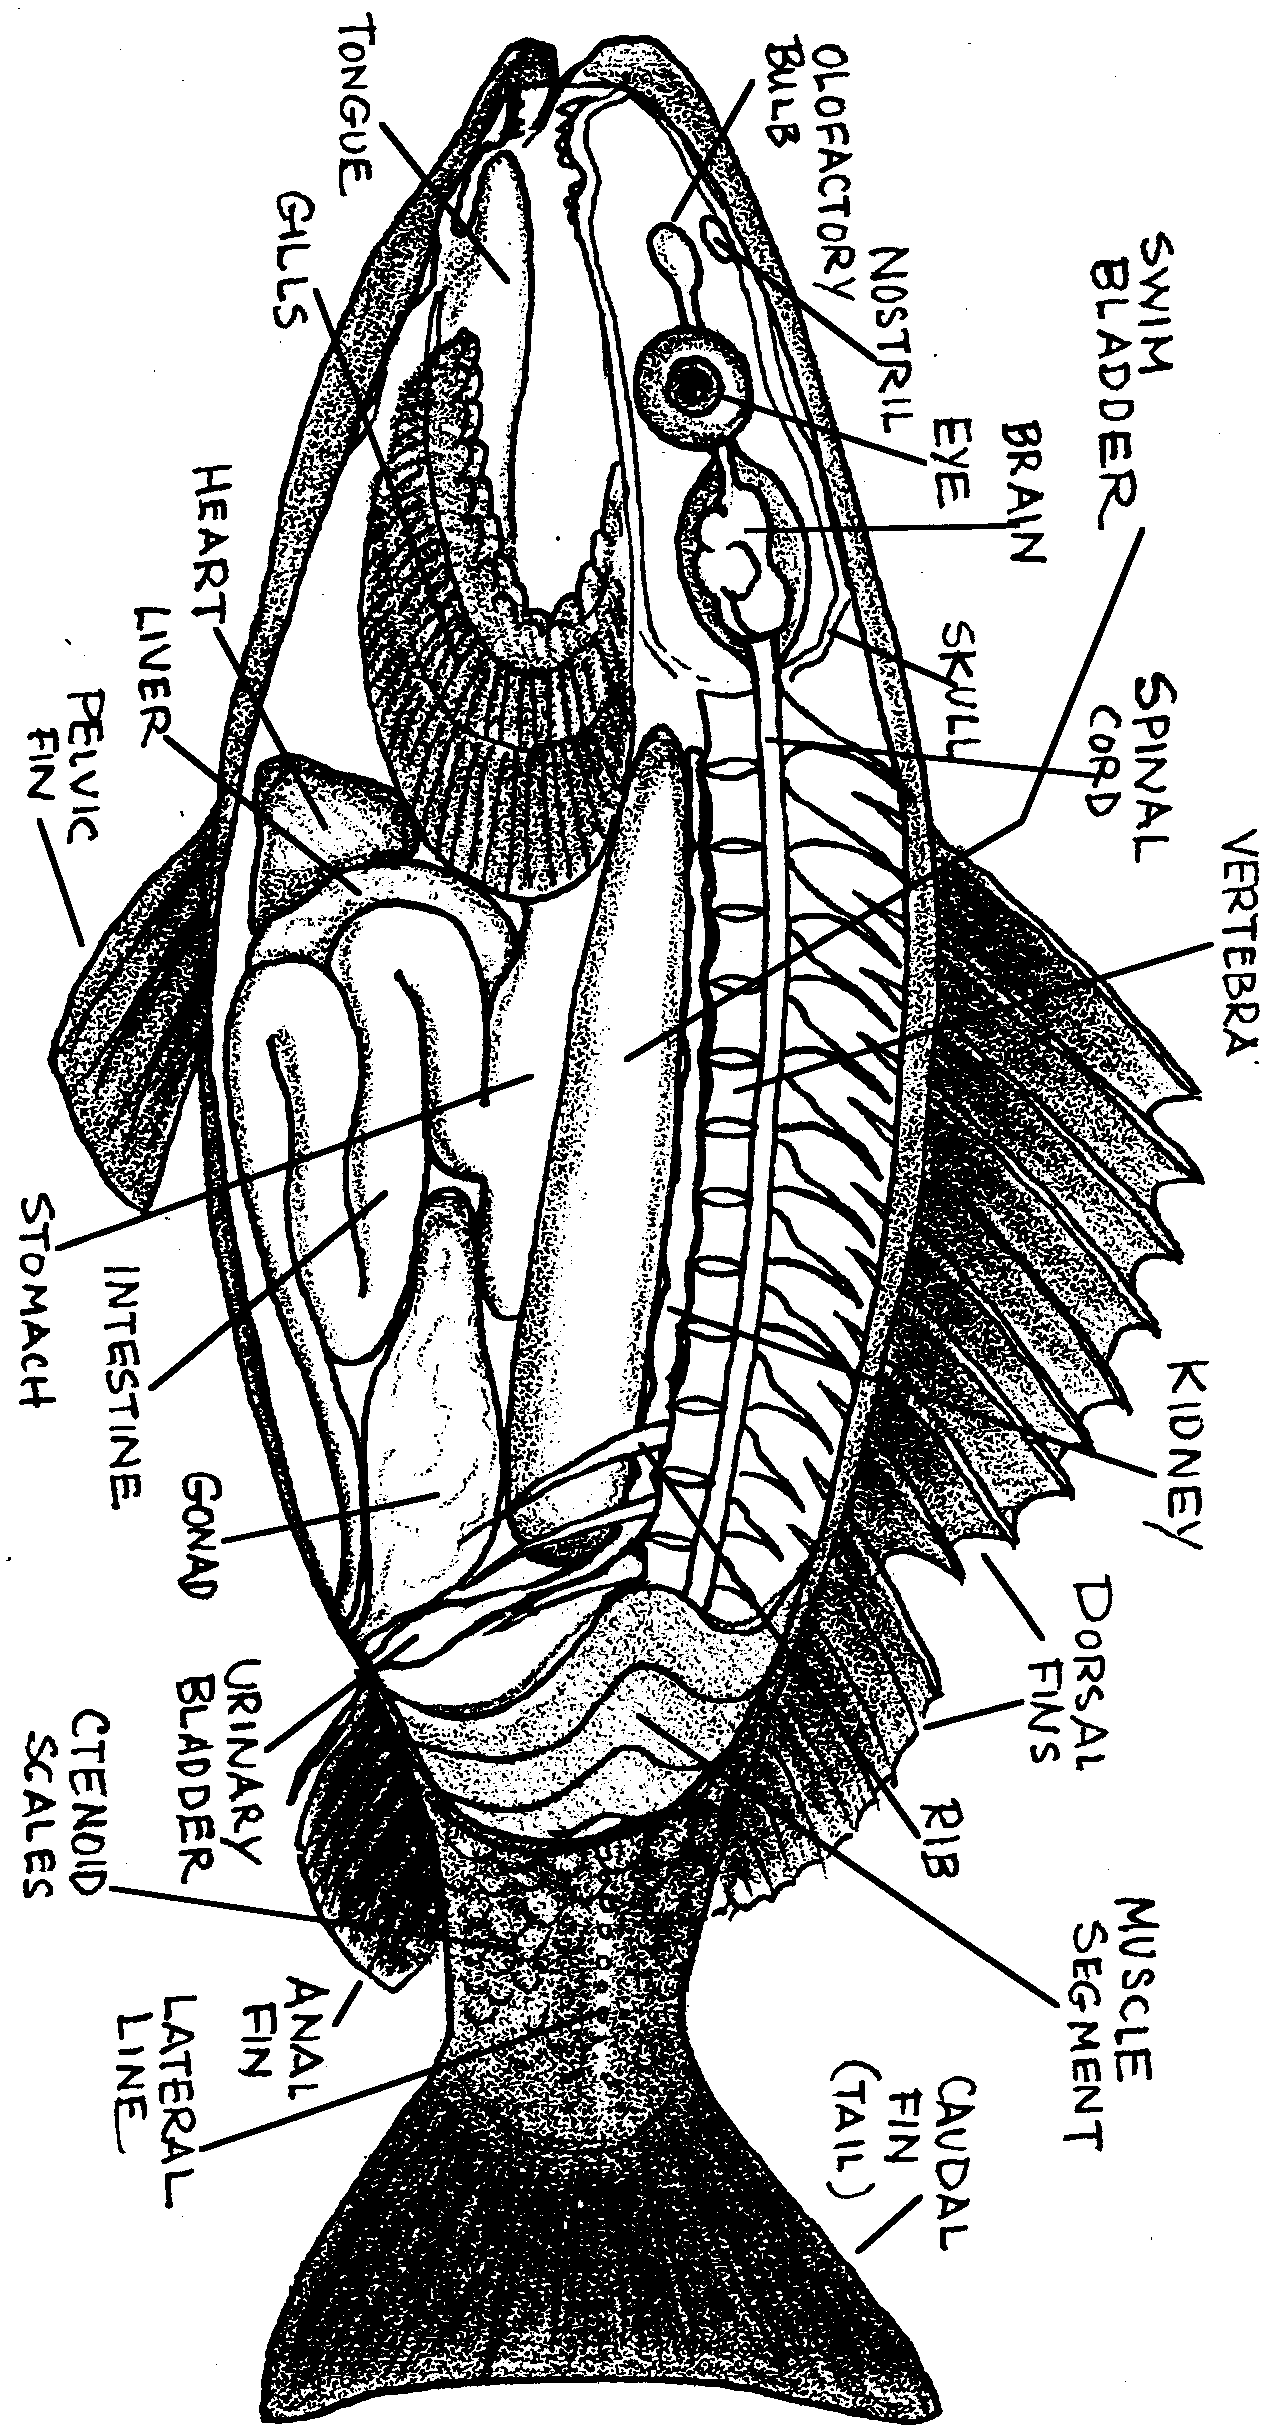 OLOFACTORY
BULB
NOSTRIL
EYE
BRAIN
SWIM
BLADDER
SKULL
SPINAL
CORD
VERTEBRA
KIDNEY
DORSAL
FINS
RIB
MUSCLE
SEGMENT
CAUDAL
FIN
(TAIL)
TONGUE
GILLS
HEART
LIVER
PELVIC
FIN
STOMACH
INTESTINE
GONAD
URINARY
BLADDER
CTENOID
SCALES
ANAL
FIN
LATERAL
LINE